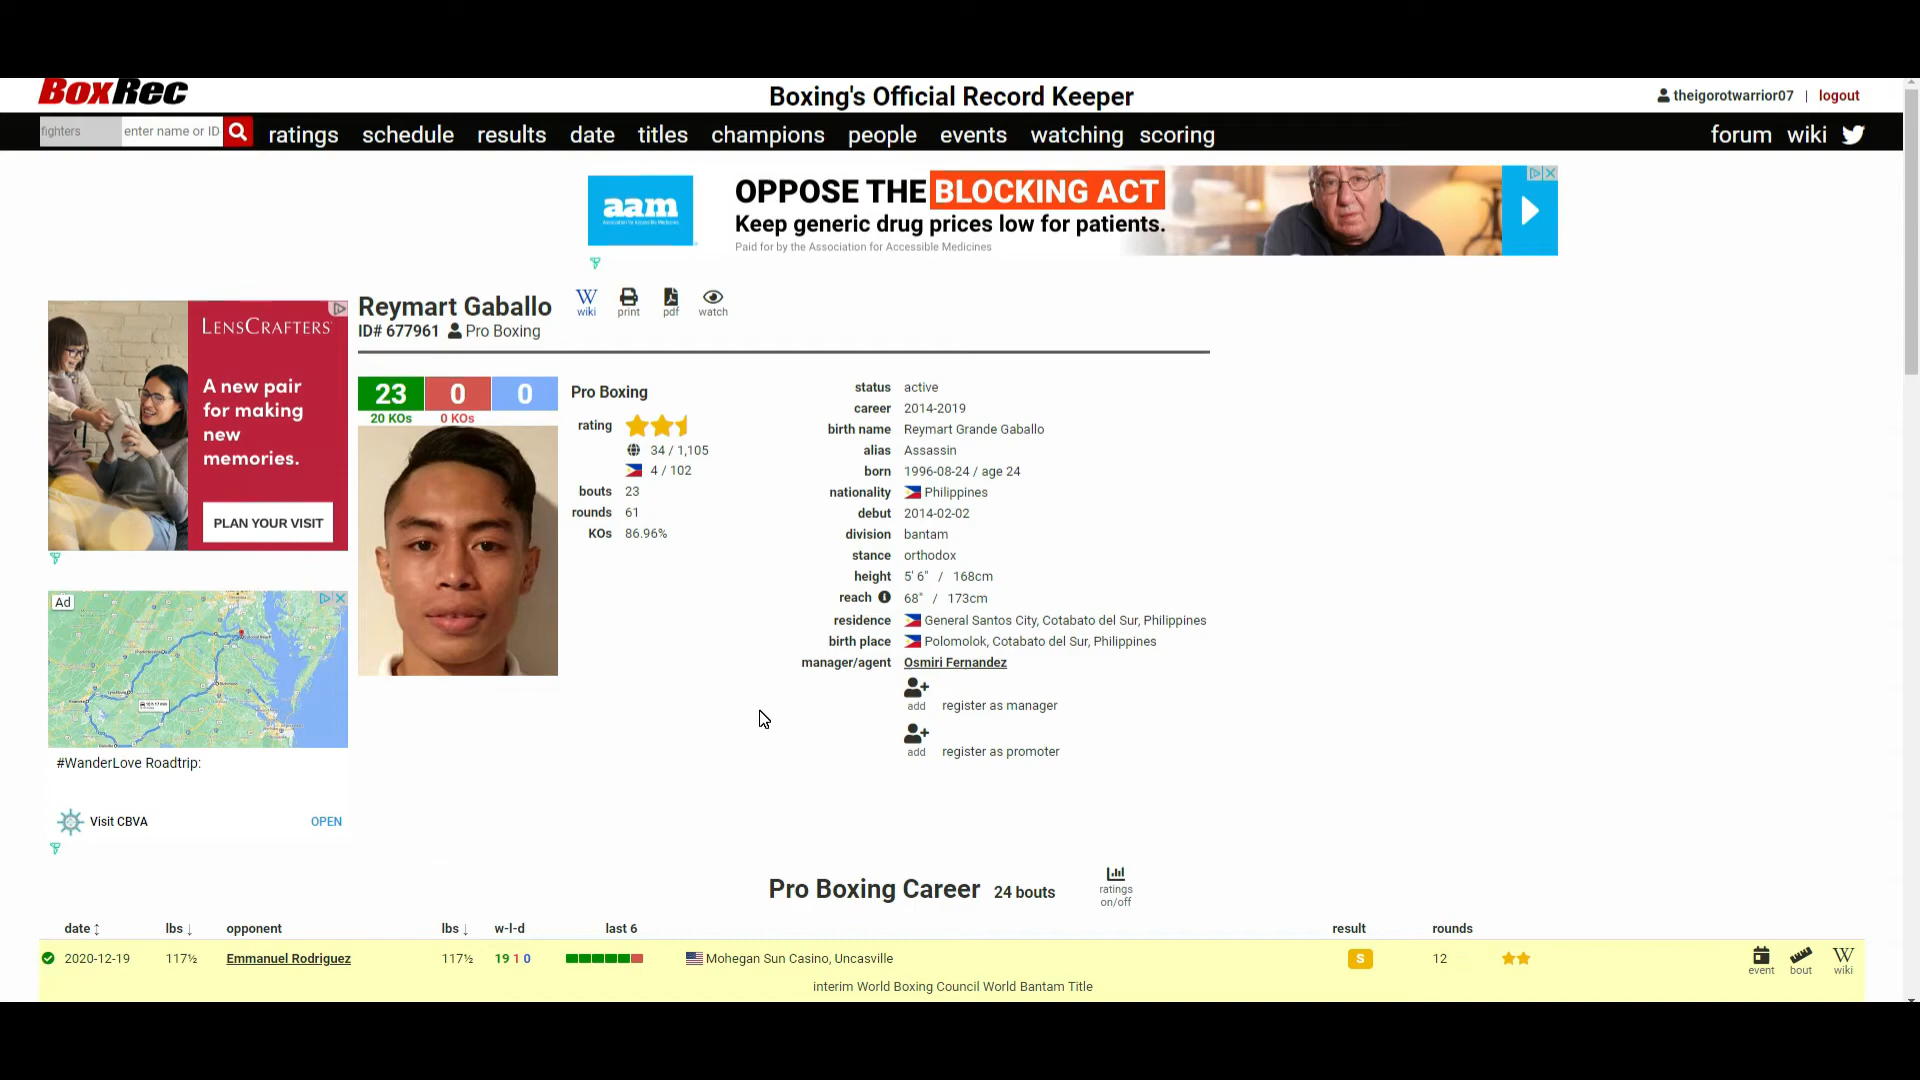 BoxRec
Boxing's Official Record Keeper
theigorotwarrior07 | logout
fighters
enter name or ID
ratings schedule results date titles champions people events watching scoring
forum wiki
aam
OPPOSE THE BLOCKING ACT
Keep generic drug prices low for patients.
Paid for by the Association for Accessible Medicines
LENSCRAFTERS
A new pair
for making
new
memories.
PLAN YOUR VISIT
Ad
#WanderLove Roadtrip:
Visit CBVA
OPEN
Reymart Gaballo
ID# 677961 Pro Boxing
wiki print pdf watch
23 0 0
20 KOs 0 KOs
Pro Boxing
rating
34 / 1,105
4 / 102
bouts 23
rounds 61
KOs 86.96%
status active
career 2014-2019
birth name Reymart Grande Gaballo
alias Assassin
born 1996-08-24 / age 24
nationality Philippines
debut 2014-02-02
division bantam
stance orthodox
height 5' 6" / 168cm
reach 68" / 173cm
residence General Santos City, Cotabato del Sur, Philippines
birth place Polomolok, Cotabato del Sur, Philippines
manager/agent Osmiri Fernandez
add register as manager
add register as promoter
Pro Boxing Career 24 bouts
ratings
on/off
date lbs opponent lbs w-l-d last 6 result rounds
2020-12-19 117½ Emmanuel Rodriguez 117½ 19 1 0 Mohegan Sun Casino, Uncasville S 12
event bout wiki
interim World Boxing Council World Bantam Title